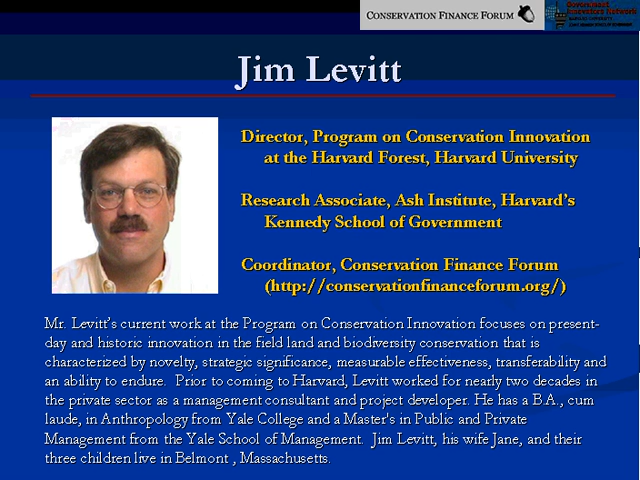 CONSERVATION FINANCE FORUM
Government
Innovators Network
HARVARD UNIVERSITY
Jim Levitt
Director, Program on Conservation Innovation
at the Harvard Forest, Harvard University
Research Associate, Ash Institute, Harvard's
Kennedy School of Government
Coordinator, Conservation Finance Forum
(http://conservationfinanceforum.org/)
Mr. Levitt's current work at the Program on Conservation Innovation focuses on present-
day and historic innovation in the field land and biodiversity conservation that is
characterized by novelty, strategic significance, measurable effectiveness, transferability and
an ability to endure.  Prior to coming to Harvard, Levitt worked for nearly two decades in
the private sector as a management consultant and project developer. He has a B.A., cum
laude, in Anthropology from Yale College and a Master's in Public and Private
Management from the Yale School of Management.  Jim Levitt, his wife Jane, and their
three children live in Belmont , Massachusetts.